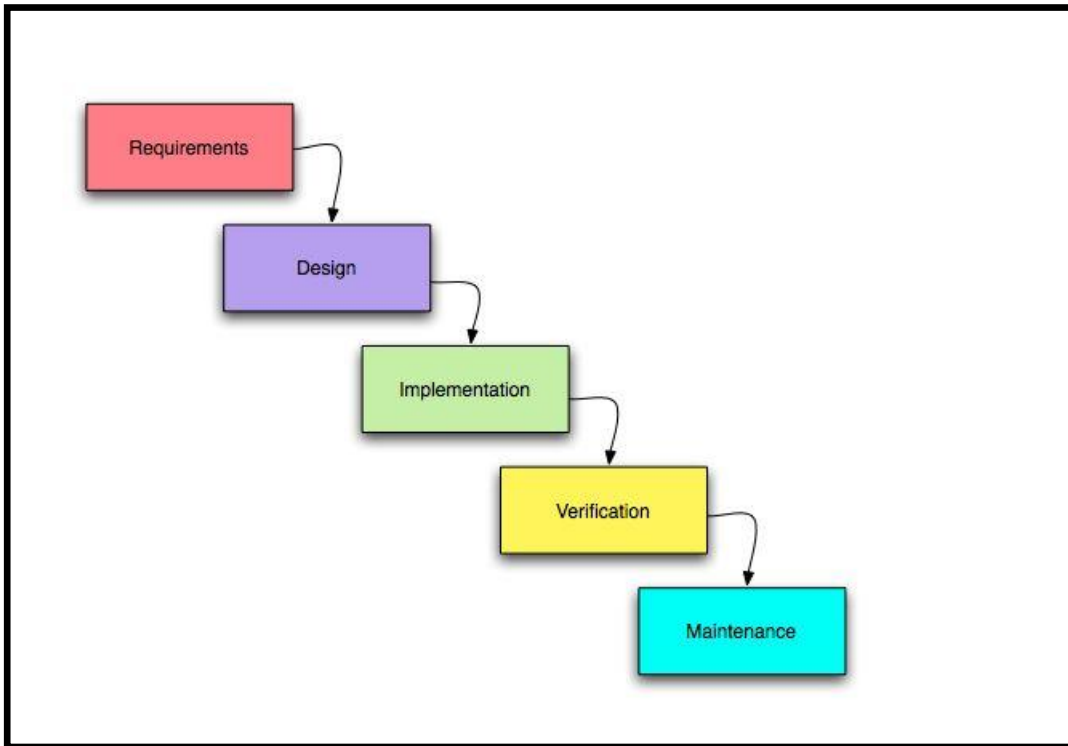 Requirements
Design
Implementation
Verification
Maintenance